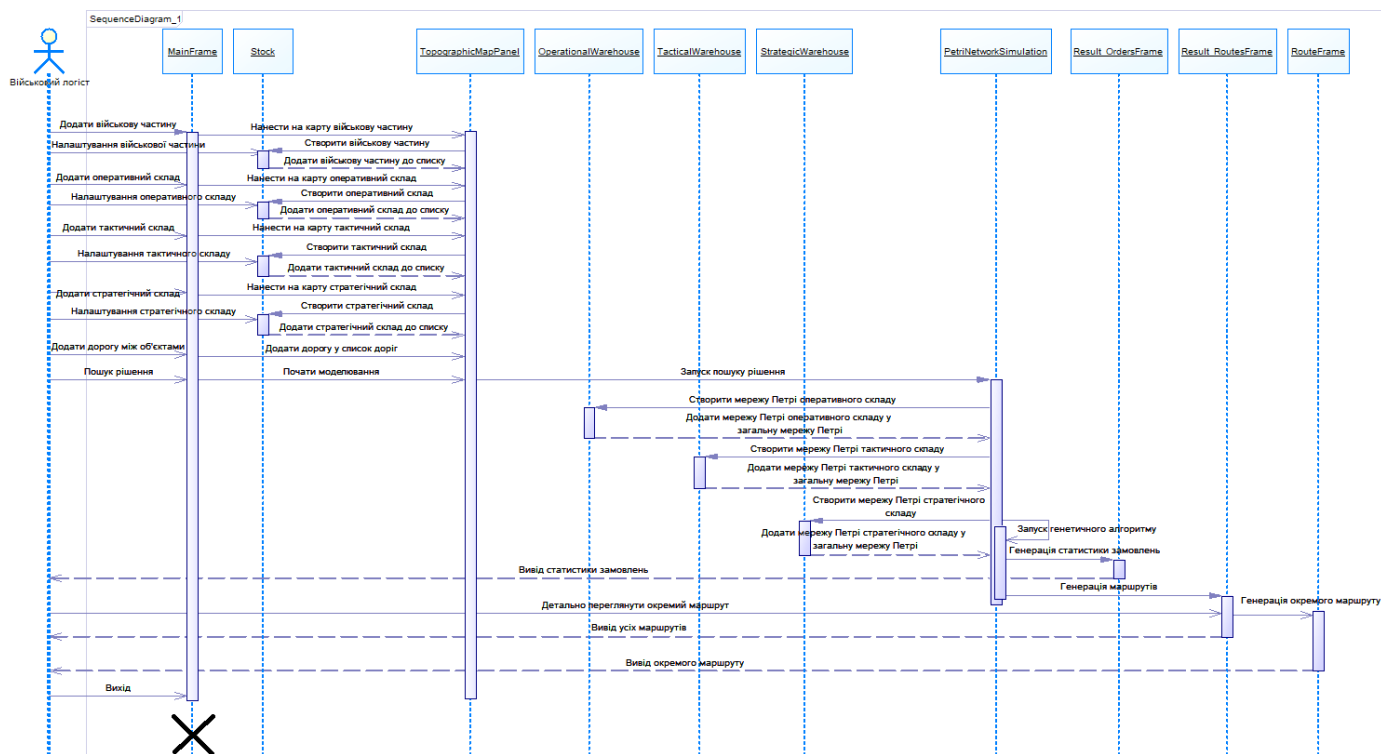 SequenceDiagram_1
Військовий логіст
MainFrame
Stock
TopographicMapPanel
OperationalWarehouse
TacticalWarehouse
StrategicWarehouse
PetriNetworkSimulation
Result_OrdersFrame
Result_RoutesFrame
RouteFrame
Додати військову частину
Нанести на карту військову частину
Створити військову частину
Налаштування військової частини
Додати військову частину до списку
Додати оперативний склад
Нанести на карту оперативний склад
Створити оперативний склад
Налаштування оперативного складу
Додати оперативний склад до списку
Додати тактичний склад
Нанести на карту тактичний склад
Створити тактичний склад
Налаштування тактичного складу
Додати тактичний склад до списку
Додати стратегічний склад
Нанести на карту стратегічний склад
Створити стратегічний склад
Налаштування стратегічного складу
Додати стратегічний склад до списку
Додати дорогу між об'єктами
Додати дорогу у список доріг
Пошук рішення
Почати моделювання
Запуск пошуку рішення
Створити мережу Петрі оперативного складу
Додати мережу Петрі оперативного складу у
загальну мережу Петрі
Створити мережу Петрі тактичного складу
Додати мережу Петрі тактичного складу у
загальну мережу Петрі
Створити мережу Петрі стратегічного
складу
Запуск генетичного алгоритму
Додати мережу Петрі стратегічного складу у
загальну мережу Петрі
Генерація статистики замовлень
Вивід статистики замовлень
Генерація маршрутів
Детально переглянути окремий маршрут
Генерація окремого маршруту
Вивід усіх маршрутів
Вивід окремого маршруту
Вихід